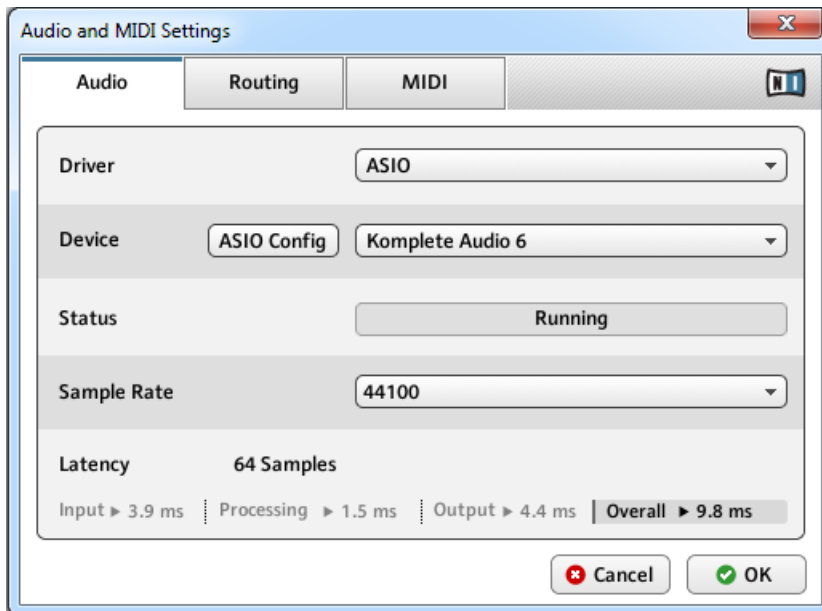 Audio and MIDI Settings
Audio Routing MIDI NI
Driver ASIO
Device ASIO Config Komplete Audio 6
Status Running
Sample Rate 44100
Latency 64 Samples
Input ▸ 3.9 ms Processing ▸ 1.5 ms Output ▸ 4.4 ms Overall ▸ 9.8 ms
Cancel OK